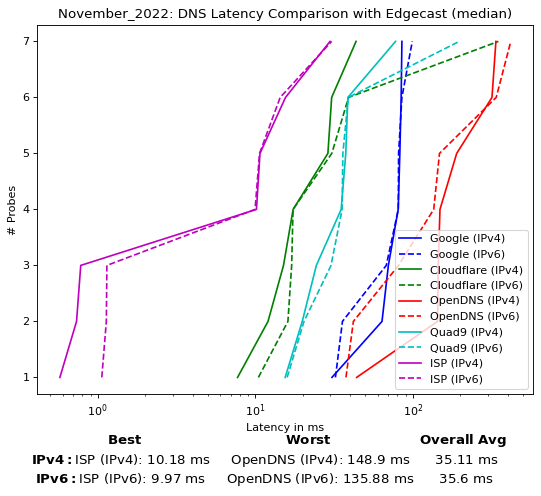 November_2022: DNS Latency Comparison with Edgecast (median)
7
6
5
4
3
2
1
# Probes
Google (IPv4)
Google (IPv6)
Cloudflare (IPv4)
Cloudflare (IPv6)
OpenDNS (IPv4)
OpenDNS (IPv6)
Quad9 (IPv4)
Quad9 (IPv6)
ISP (IPv4)
ISP (IPv6)
10⁰ 10¹ 10²
Latency in ms
Best Worst Overall Avg
IPv4: ISP (IPv4): 10.18 ms OpenDNS (IPv4): 148.9 ms 35.11 ms
IPv6: ISP (IPv6): 9.97 ms OpenDNS (IPv6): 135.88 ms 35.6 ms